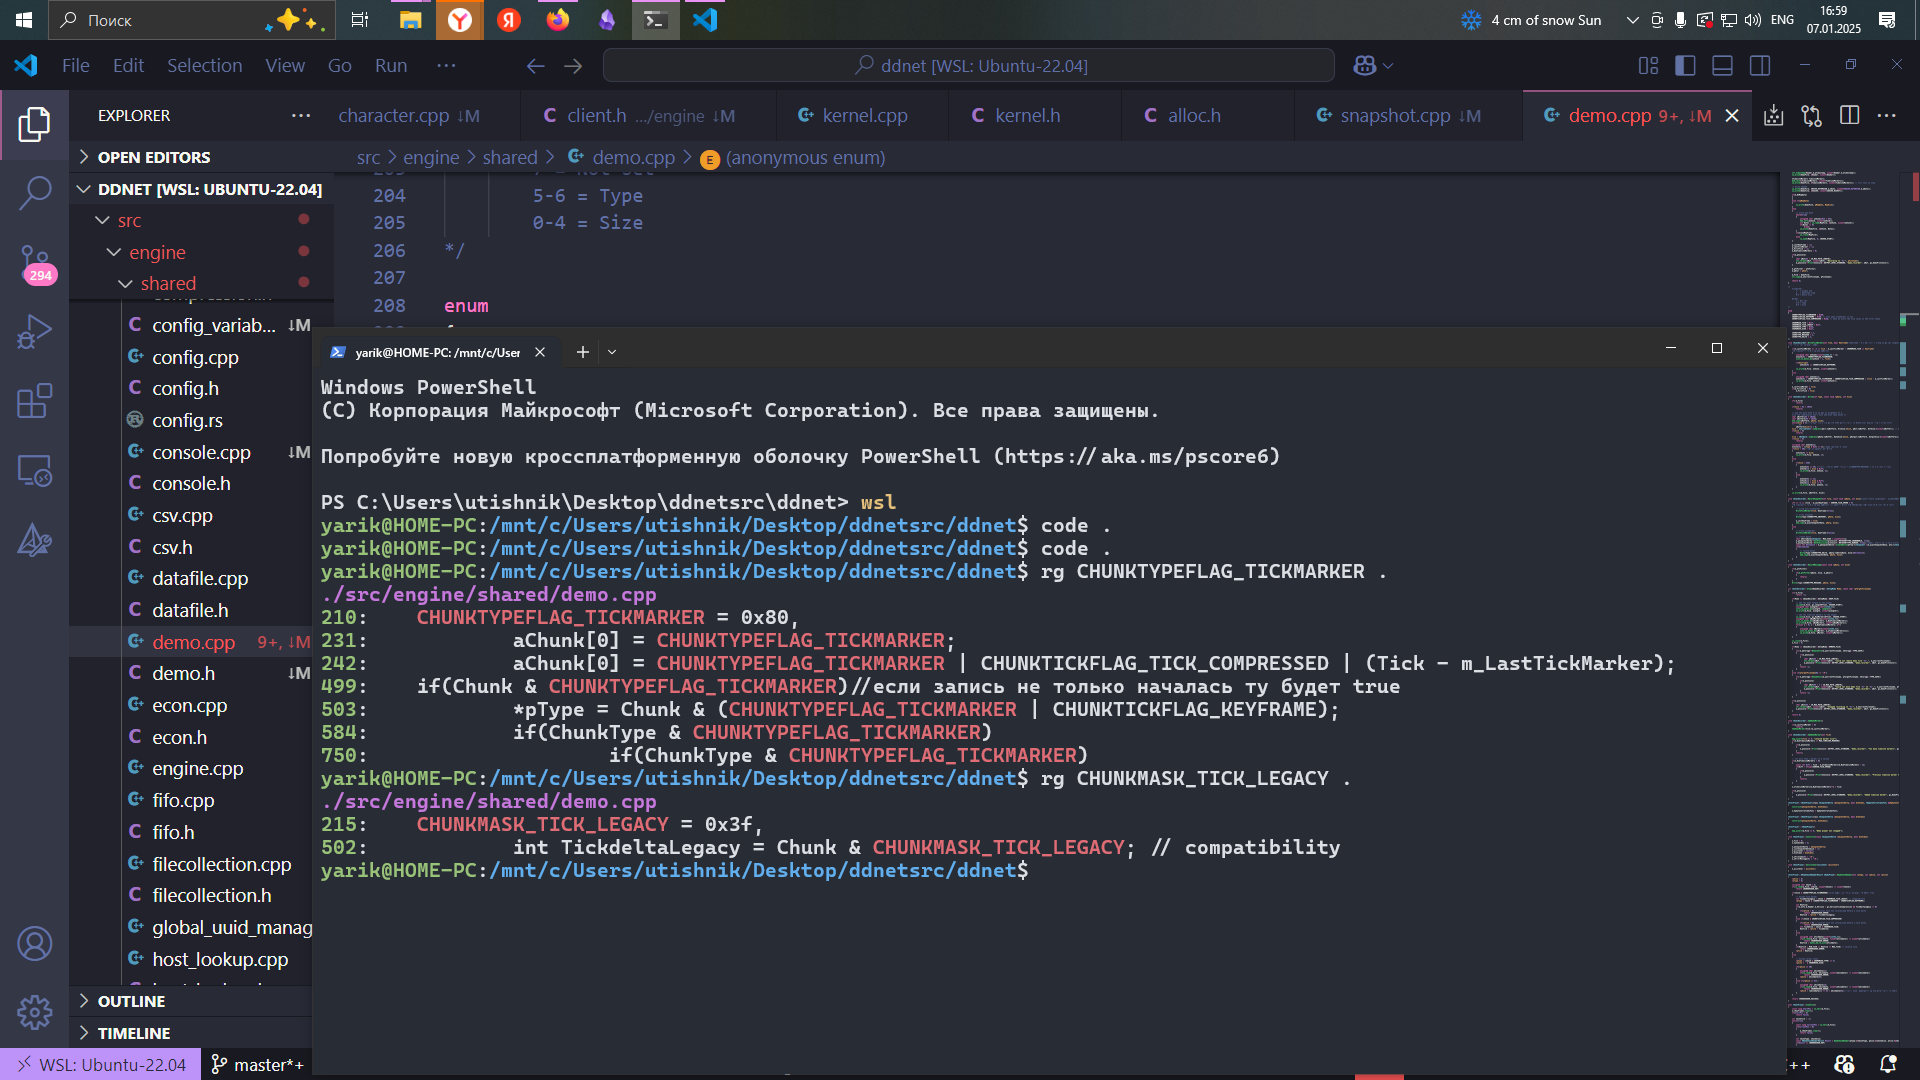 Поиск
4 cm of snow Sun
ENG
16:59
07.01.2025
File Edit Selection View Go Run ···
ddnet [WSL: Ubuntu-22.04]
EXPLORER
character.cpp ↓M
C client.h .../engine ↓M
kernel.cpp
C kernel.h
C alloc.h
snapshot.cpp ↓M
demo.cpp 9+, ↓M
src > engine > shared > demo.cpp > E (anonymous enum)
OPEN EDITORS
DDNET [WSL: UBUNTU-22.04]
src
engine
shared
C config_variab... ↓M
config.cpp
C config.h
config.rs
console.cpp ↓M
C console.h
csv.cpp
C csv.h
datafile.cpp
C datafile.h
demo.cpp 9+, ↓M
C demo.h ↓M
econ.cpp
C econ.h
engine.cpp
fifo.cpp
C fifo.h
filecollection.cpp
C filecollection.h
global_uuid_manag
host_lookup.cpp
OUTLINE
TIMELINE
294
204 5-6 = Type
205 0-4 = Size
206 */
207
208 enum
yarik@HOME-PC: /mnt/c/User
Windows PowerShell
(C) Корпорация Майкрософт (Microsoft Corporation). Все права защищены.
Попробуйте новую кроссплатформенную оболочку PowerShell (https://aka.ms/pscore6)
PS C:\Users\utishnik\Desktop\ddnetsrc\ddnet> wsl
yarik@HOME-PC:/mnt/c/Users/utishnik/Desktop/ddnetsrc/ddnet$ code .
yarik@HOME-PC:/mnt/c/Users/utishnik/Desktop/ddnetsrc/ddnet$ code .
yarik@HOME-PC:/mnt/c/Users/utishnik/Desktop/ddnetsrc/ddnet$ rg CHUNKTYPEFLAG_TICKMARKER .
./src/engine/shared/demo.cpp
210: CHUNKTYPEFLAG_TICKMARKER = 0x80,
231: aChunk[0] = CHUNKTYPEFLAG_TICKMARKER;
242: aChunk[0] = CHUNKTYPEFLAG_TICKMARKER | CHUNKTICKFLAG_TICK_COMPRESSED | (Tick - m_LastTickMarker);
499: if(Chunk & CHUNKTYPEFLAG_TICKMARKER)//если запись не только началась ту будет true
503: *pType = Chunk & (CHUNKTYPEFLAG_TICKMARKER | CHUNKTICKFLAG_KEYFRAME);
584: if(ChunkType & CHUNKTYPEFLAG_TICKMARKER)
750: if(ChunkType & CHUNKTYPEFLAG_TICKMARKER)
yarik@HOME-PC:/mnt/c/Users/utishnik/Desktop/ddnetsrc/ddnet$ rg CHUNKMASK_TICK_LEGACY .
./src/engine/shared/demo.cpp
215: CHUNKMASK_TICK_LEGACY = 0x3f,
502: int TickdeltaLegacy = Chunk & CHUNKMASK_TICK_LEGACY; // compatibility
yarik@HOME-PC:/mnt/c/Users/utishnik/Desktop/ddnetsrc/ddnet$
WSL: Ubuntu-22.04
master*+
++